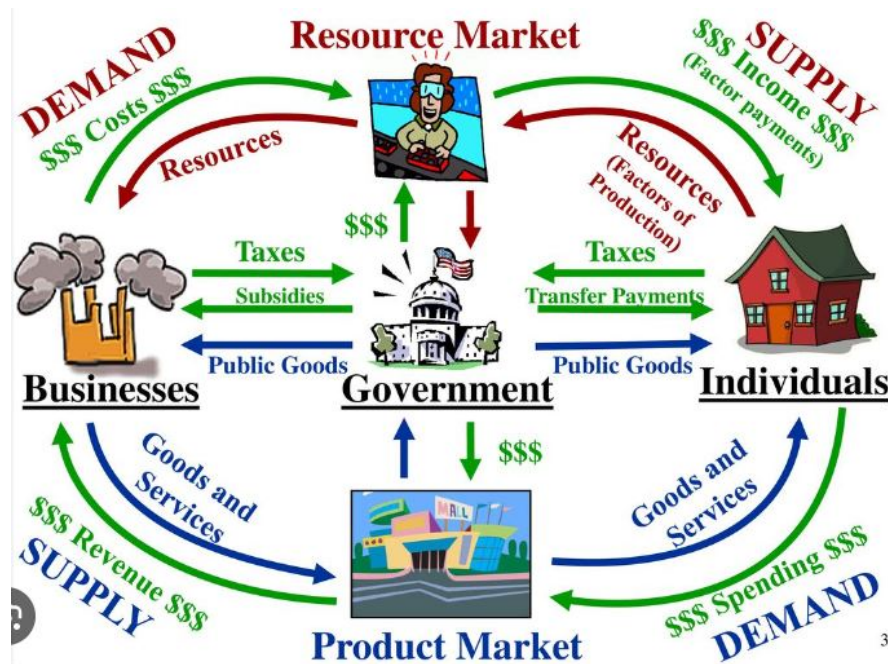 Resource Market
DEMAND
$$$ Costs $$$
Resources
SUPPLY
$$$ Income $$$
(Factor payments)
Resources
(Factors of
Production)
$$$
Taxes
Subsidies
Public Goods
Taxes
Transfer Payments
Public Goods
Businesses
Government
Individuals
Goods and
Services
$$$ Revenue $$$
SUPPLY
$$$
MALL
Goods and
Services
$$$ Spending $$$
DEMAND
Product Market
3